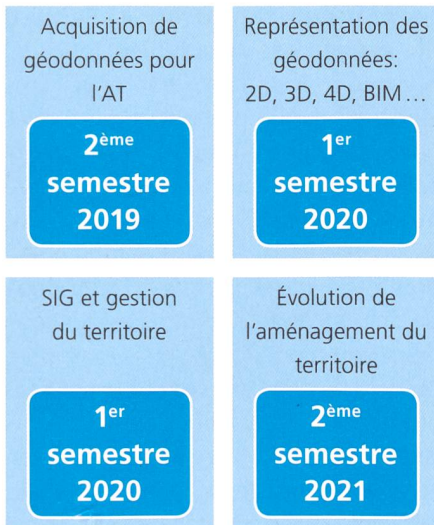 Acquisition de
géodonnées pour
l'AT
2ème
semestre
2019
Représentation des
géodonnées:
2D, 3D, 4D, BIM…
1er
semestre
2020
SIG et gestion
du territoire
1er
semestre
2020
Évolution de
l'aménagement du
territoire
2ème
semestre
2021